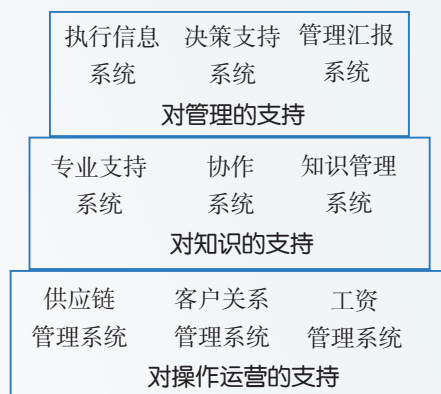 执行信息 决策支持 管理汇报
系统 系统 系统
对管理的支持
专业支持 协作 知识管理
系统 系统 系统
对知识的支持
供应链 客户关系 工资
管理系统 管理系统 管理系统
对操作运营的支持